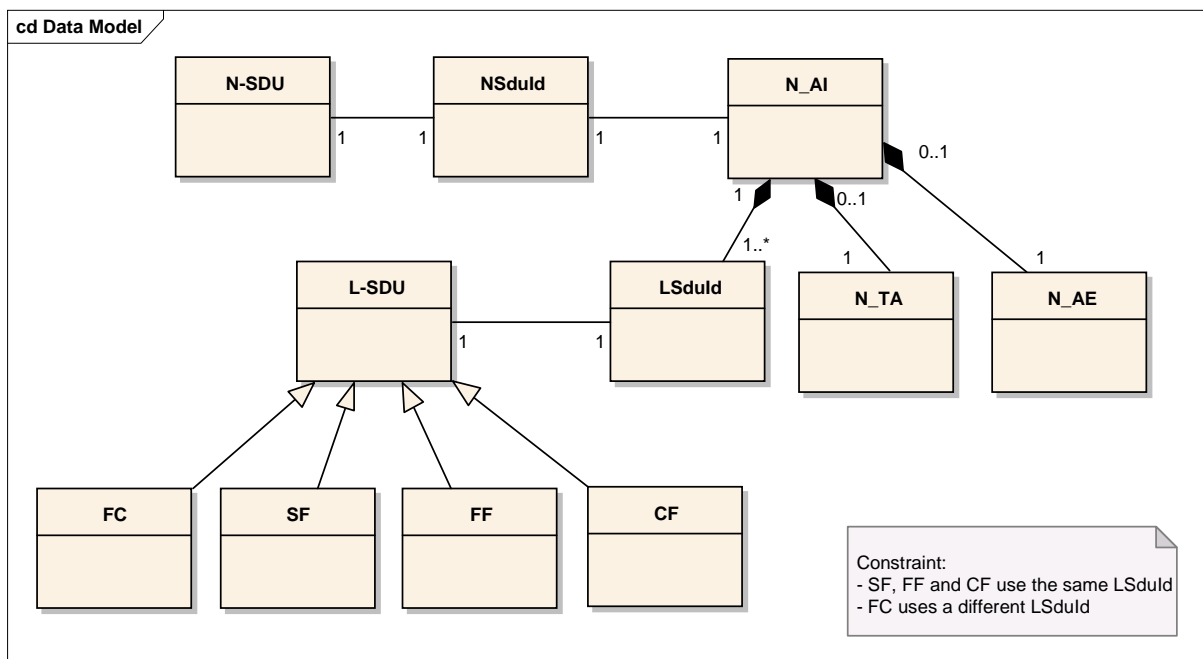 cd Data Model
N-SDU
NSduId
N_AI
1
1
1
1
0..1
1
0..1
1..*
1
1
L-SDU
LSduId
N_TA
N_AE
1
1
FC
SF
FF
CF
Constraint:
- SF, FF and CF use the same LSduId
- FC uses a different LSduId